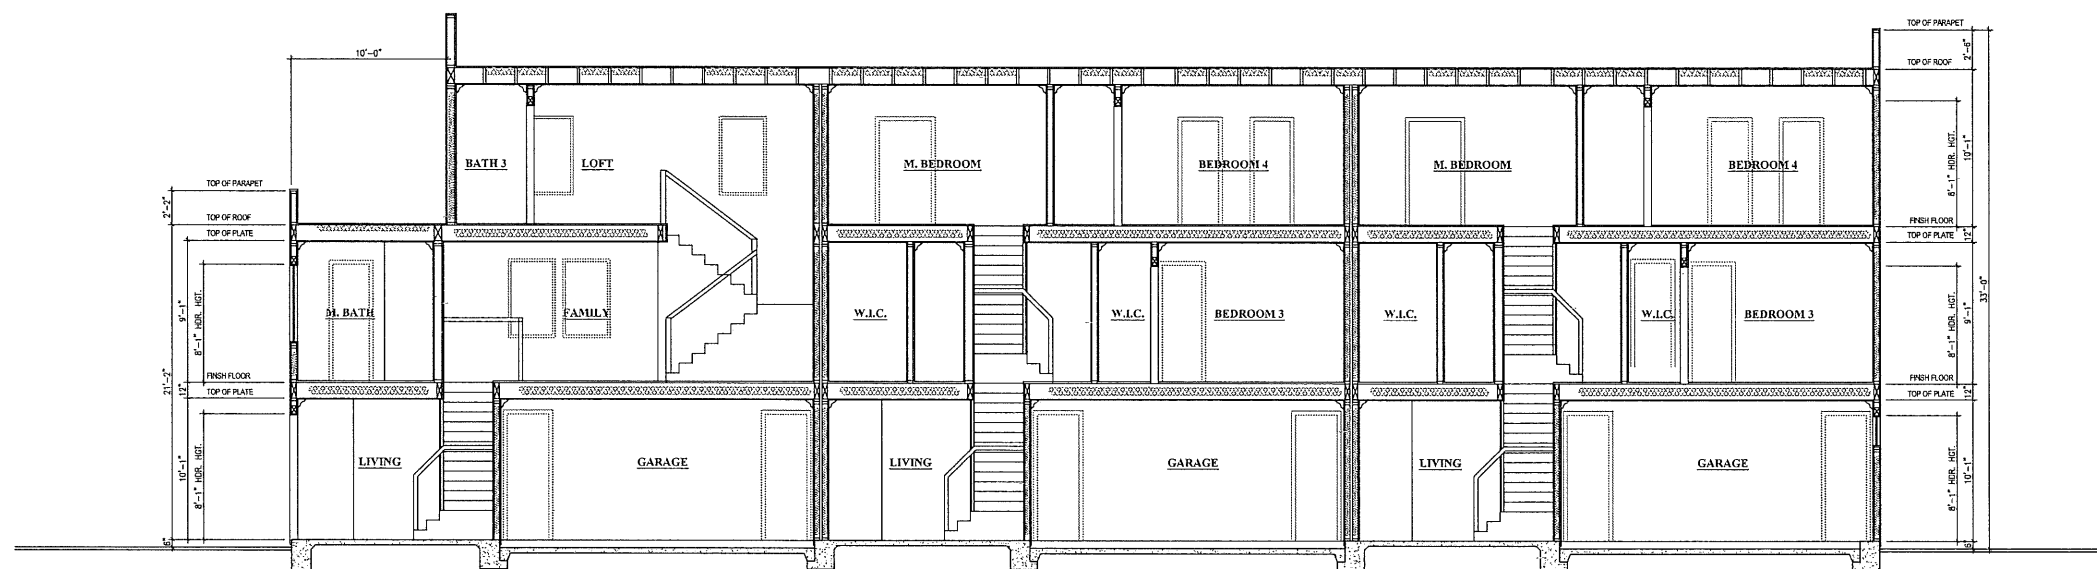 TOP OF PARAPET
10'-0"
2'-6"
TOP OF ROOF
BATH 3
LOFT
M. BEDROOM
BEDROOM 4
M. BEDROOM
BEDROOM 4
8'-1" HDR. HGT.
10'-1"
TOP OF PARAPET
2'-2"
TOP OF ROOF
TOP OF PLATE
FINSH FLOOR
12"
TOP OF PLATE
33'-0"
9'-1"
8'-1" HDR. HGT.
M. BATH
FAMILY
W.I.C.
W.I.C.
BEDROOM 3
W.I.C.
W.I.C.
BEDROOM 3
8'-1" HDR. HGT.
9'-1"
21'-2"
FINSH FLOOR
12"
TOP OF PLATE
FINSH FLOOR
12"
TOP OF PLATE
10'-1"
8'-1" HDR. HGT.
LIVING
GARAGE
LIVING
GARAGE
LIVING
GARAGE
8'-1" HDR. HGT.
10'-1"
6"
6"